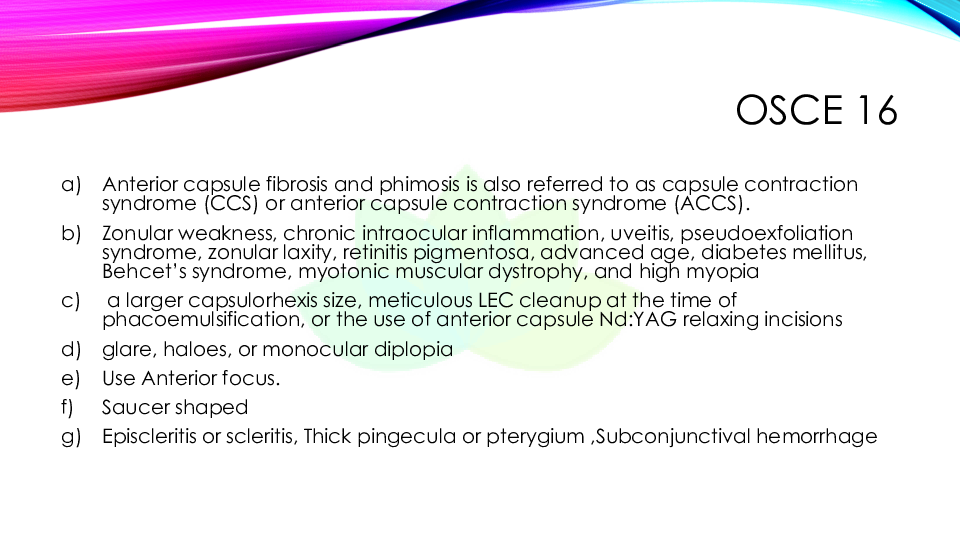 OSCE 16
a) Anterior capsule fibrosis and phimosis is also referred to as capsule contraction
syndrome (CCS) or anterior capsule contraction syndrome (ACCS).
b) Zonular weakness, chronic intraocular inflammation, uveitis, pseudoexfoliation
syndrome, zonular laxity, retinitis pigmentosa, advanced age, diabetes mellitus,
Behcet’s syndrome, myotonic muscular dystrophy, and high myopia
c) a larger capsulorhexis size, meticulous LEC cleanup at the time of
phacoemulsification, or the use of anterior capsule Nd:YAG relaxing incisions
d) glare, haloes, or monocular diplopia
e) Use Anterior focus.
f) Saucer shaped
g) Episcleritis or scleritis, Thick pingecula or pterygium ,Subconjunctival hemorrhage